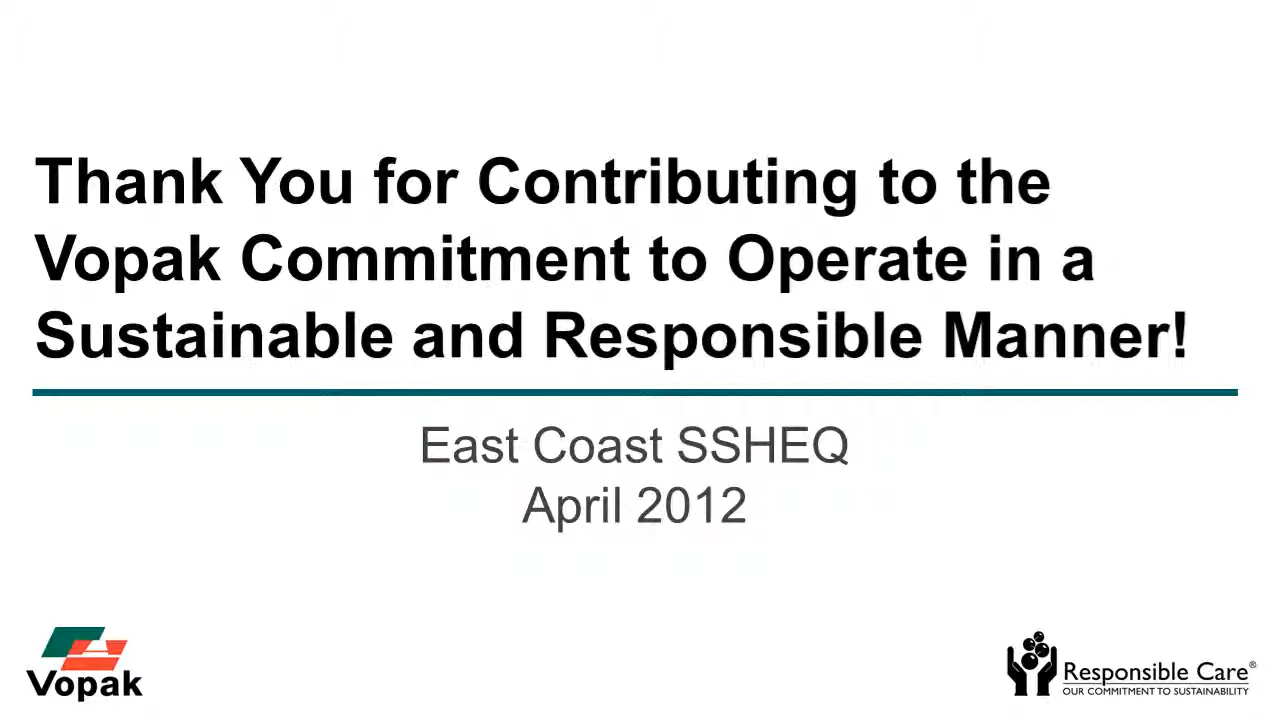 Thank You for Contributing to the
Vopak Commitment to Operate in a
Sustainable and Responsible Manner!
East Coast SSHEQ
April 2012
Vopak
Responsible Care®
OUR COMMITMENT TO SUSTAINABILITY